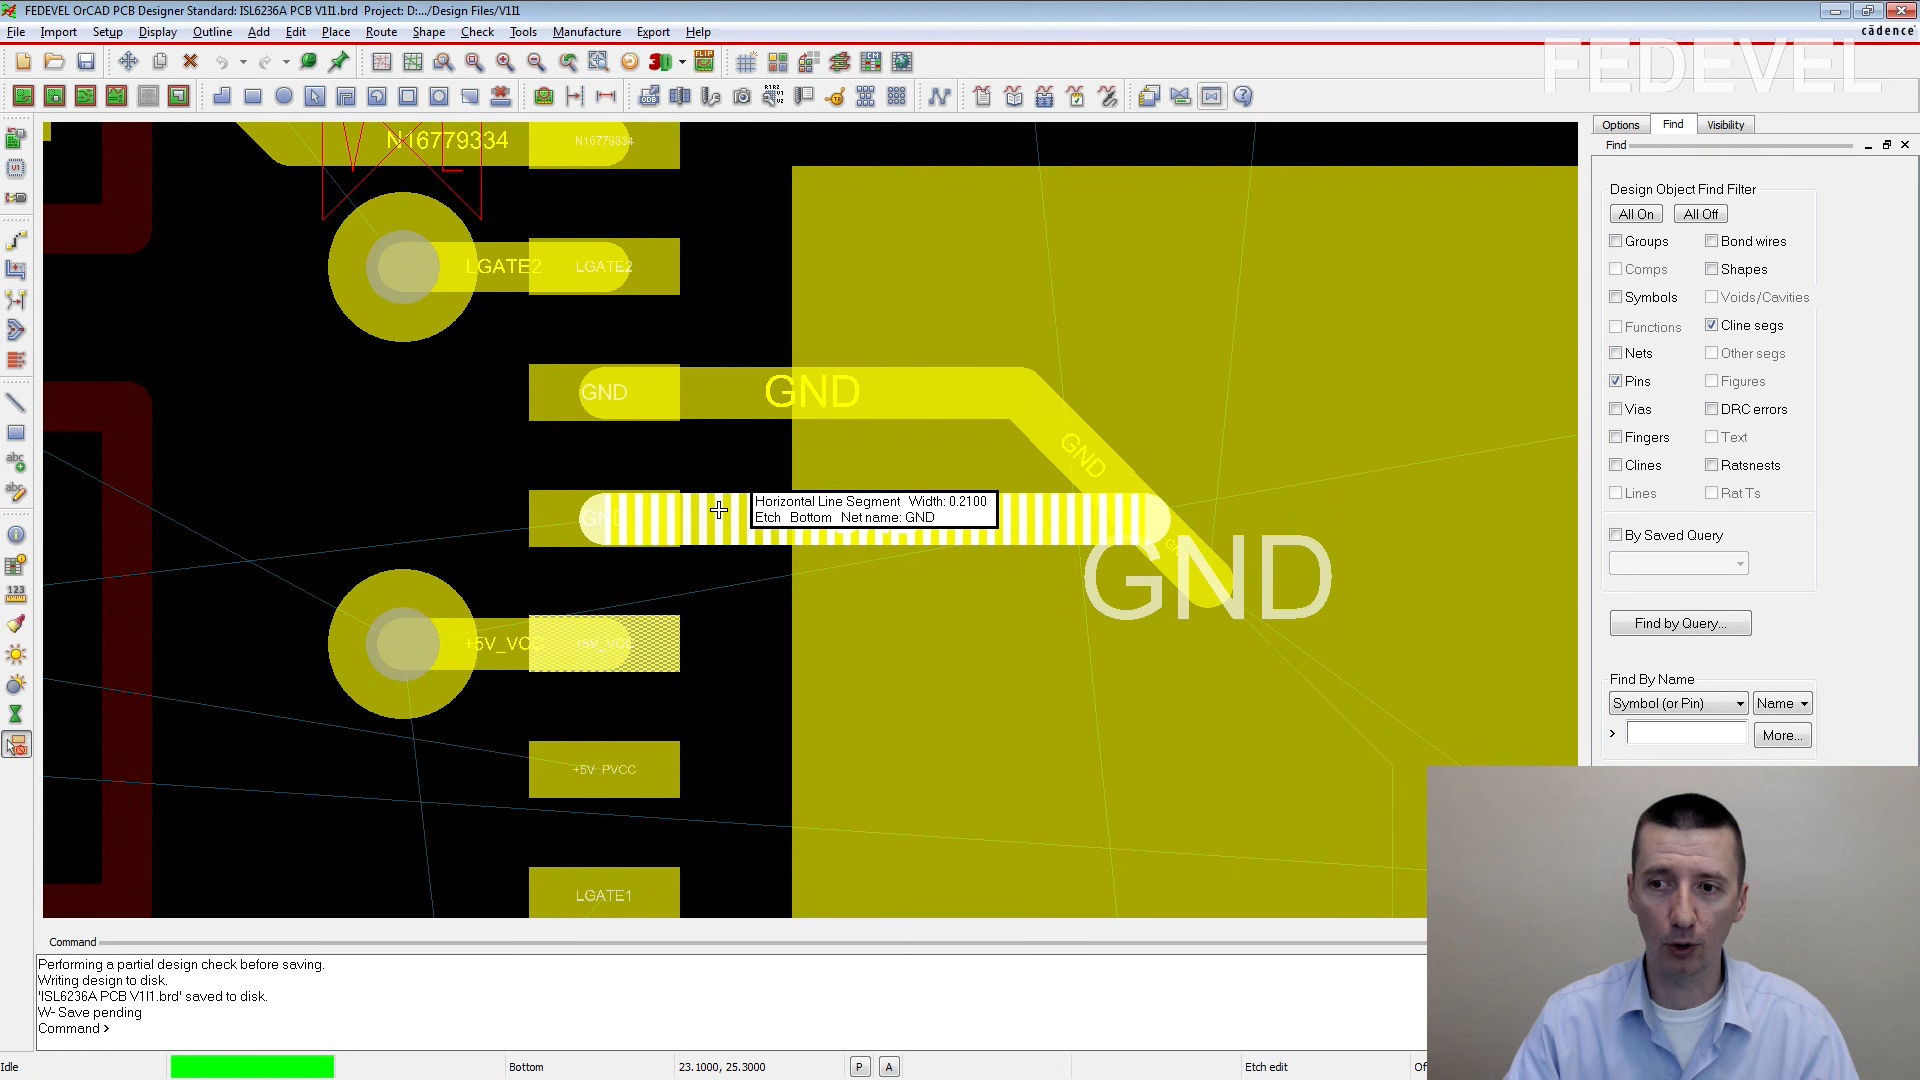 FEDEVEL OrCAD PCB Designer Standard: ISL6236A PCB V1I1.brd Project: D:.../Design Files/V1I1
File Import Setup Display Outline Add Edit Place Route Shape Check Tools Manufacture Export Help
cādence
FEDEVEL
Options Find Visibility
Find
Design Object Find Filter
All On All Off
Groups Bond wires
Comps Shapes
Symbols Voids/Cavities
Functions Cline segs
Nets Other segs
Pins Figures
Vias DRC errors
Fingers Text
Clines Ratsnests
Lines Rat Ts
By Saved Query
Find by Query...
Find By Name
Symbol (or Pin) Name
> More...
N16779334 N16779334
LGATE2 LGATE2
GND GND
GND
GND
Horizontal Line Segment Width: 0.2100
Etch Bottom Net name: GND
GND
+5V_VCC +5V_VCC
+5V_PVCC
LGATE1
Command
Performing a partial design check before saving.
Writing design to disk.
'ISL6236A PCB V1I1.brd' saved to disk.
W- Save pending
Command >
Idle Bottom 23.1000, 25.3000 P A Etch edit